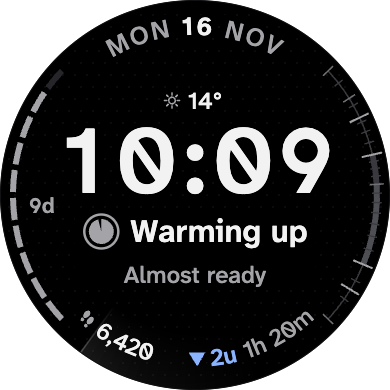 MON 16 NOV
14°
10:09
9d
Warming up
Almost ready
6,420
▼ 2u 1h 20m